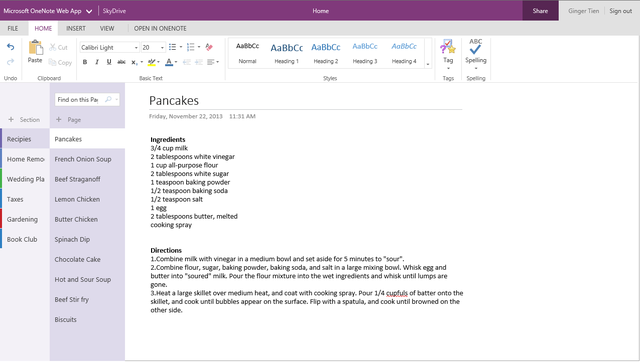 Microsoft OneNote Web App SkyDrive Home Share Ginger Tien Sign out
FILE HOME INSERT VIEW OPEN IN ONENOTE
Undo
Paste
Cut
Copy
Clipboard
Calibri Light 20
B I U abc x₂ A
Basic Text
AaBbCc Normal
AaBbCc Heading 1
AaBbCc Heading 2
AaBbCc Heading 3
AaBbCc Heading 4
Styles
Tag
Tags
ABC
Spelling
Spelling
Find on this Pa
+ Section
+ Page
Recipies
Home Remo
Wedding Pla
Taxes
Gardening
Book Club
Pancakes
French Onion Soup
Beef Straganoff
Lemon Chicken
Butter Chicken
Spinach Dip
Chocolate Cake
Hot and Sour Soup
Beef Stir fry
Biscuits
Pancakes
Friday, November 22, 2013 11:31 AM
Ingredients
3/4 cup milk
2 tablespoons white vinegar
1 cup all-purpose flour
2 tablespoons white sugar
1 teaspoon baking powder
1/2 teaspoon baking soda
1/2 teaspoon salt
1 egg
2 tablespoons butter, melted
cooking spray
Directions
1.Combine milk with vinegar in a medium bowl and set aside for 5 minutes to "sour".
2.Combine flour, sugar, baking powder, baking soda, and salt in a large mixing bowl. Whisk egg and
butter into "soured" milk. Pour the flour mixture into the wet ingredients and whisk until lumps are
gone.
3.Heat a large skillet over medium heat, and coat with cooking spray. Pour 1/4 cupfuls of batter onto the
skillet, and cook until bubbles appear on the surface. Flip with a spatula, and cook until browned on the
other side.